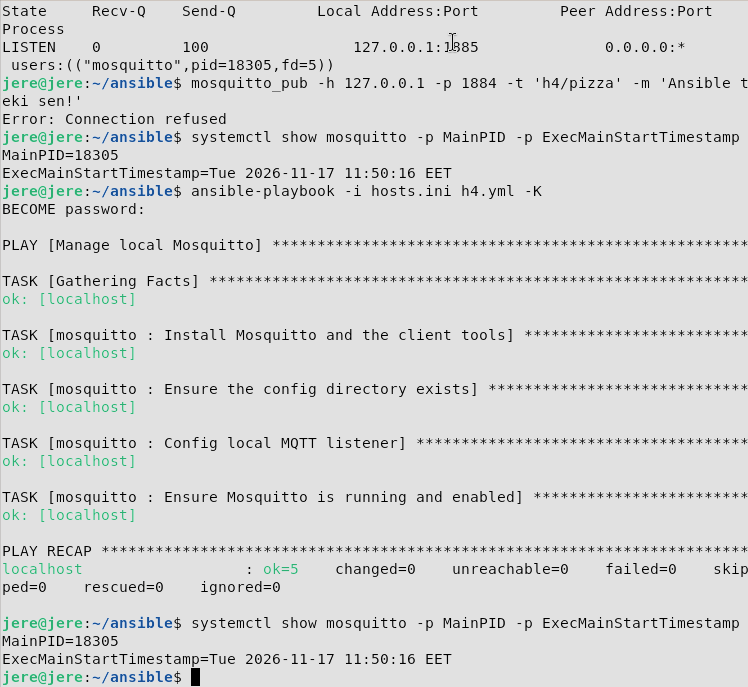 State     Recv-Q    Send-Q         Local Address:Port         Peer Address:Port
Process
LISTEN    0         100                127.0.0.1:1885              0.0.0.0:*
 users:(("mosquitto",pid=18305,fd=5))
jere@jere:~/ansible$ mosquitto_pub -h 127.0.0.1 -p 1884 -t 'h4/pizza' -m 'Ansible t
eki sen!'
Error: Connection refused
jere@jere:~/ansible$ systemctl show mosquitto -p MainPID -p ExecMainStartTimestamp
MainPID=18305
ExecMainStartTimestamp=Tue 2026-11-17 11:50:16 EET
jere@jere:~/ansible$ ansible-playbook -i hosts.ini h4.yml -K
BECOME password:
PLAY [Manage local Mosquitto] *****************************************************
TASK [Gathering Facts] ************************************************************
ok: [localhost]
TASK [mosquitto : Install Mosquitto and the client tools] *************************
ok: [localhost]
TASK [mosquitto : Ensure the config directory exists] *****************************
ok: [localhost]
TASK [mosquitto : Config local MQTT listener] *************************************
ok: [localhost]
TASK [mosquitto : Ensure Mosquitto is running and enabled] ************************
ok: [localhost]
PLAY RECAP ************************************************************************
localhost                  : ok=5    changed=0    unreachable=0    failed=0    skip
ped=0    rescued=0    ignored=0
jere@jere:~/ansible$ systemctl show mosquitto -p MainPID -p ExecMainStartTimestamp
MainPID=18305
ExecMainStartTimestamp=Tue 2026-11-17 11:50:16 EET
jere@jere:~/ansible$